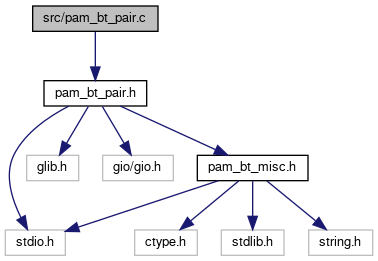 src/pam_bt_pair.c
pam_bt_pair.h
glib.h
gio/gio.h
pam_bt_misc.h
stdio.h
ctype.h
stdlib.h
string.h